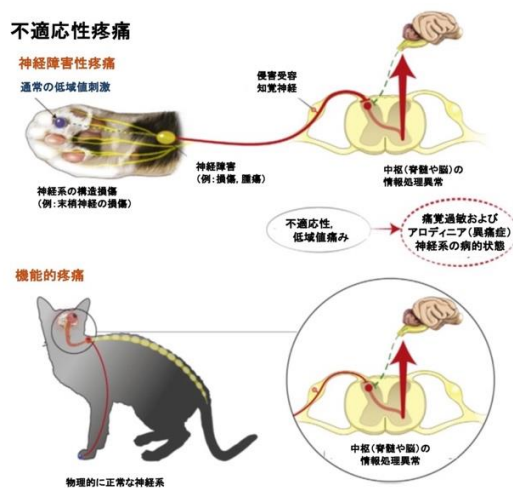 不適応性疼痛
神経障害性疼痛
通常の低域値刺激
侵害受容
知覚神経
神経障害
(例：損傷, 腫瘍)
神経系の構造損傷
(例：末梢神経の損傷)
中枢(脊髄や脳)の
情報処理異常
不適応性,
低域値痛み
痛覚過敏および
アロディニア(異痛症)
神経系の病的状態
機能的疼痛
中枢(脊髄や脳)の
情報処理異常
物理的に正常な神経系